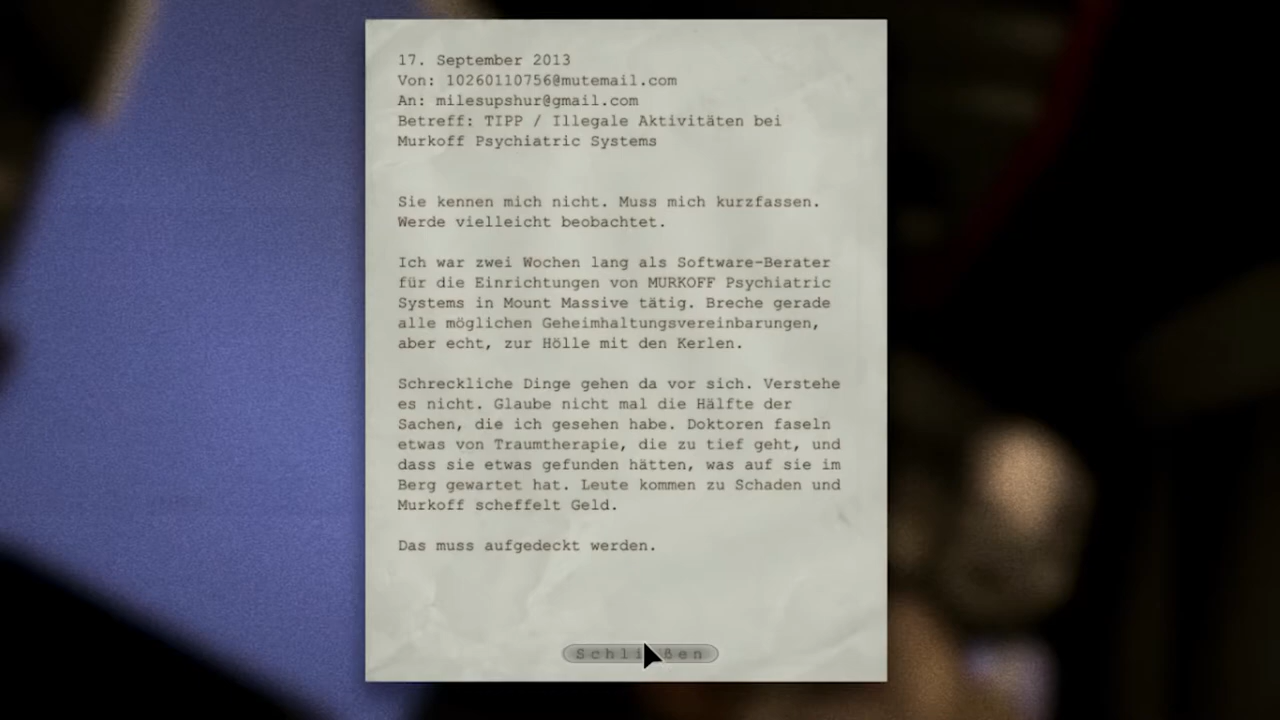 17. September 2013
Von: 10260110756@mutemail.com
An: milesupshur@gmail.com
Betreff: TIPP / Illegale Aktivitäten bei
Murkoff Psychiatric Systems
Sie kennen mich nicht. Muss mich kurzfassen.
Werde vielleicht beobachtet.
Ich war zwei Wochen lang als Software-Berater
für die Einrichtungen von MURKOFF Psychiatric
Systems in Mount Massive tätig. Breche gerade
alle möglichen Geheimhaltungsvereinbarungen,
aber echt, zur Hölle mit den Kerlen.
Schreckliche Dinge gehen da vor sich. Verstehe
es nicht. Glaube nicht mal die Hälfte der
Sachen, die ich gesehen habe. Doktoren faseln
etwas von Traumtherapie, die zu tief geht, und
dass sie etwas gefunden hätten, was auf sie im
Berg gewartet hat. Leute kommen zu Schaden und
Murkoff scheffelt Geld.
Das muss aufgedeckt werden.
Schließen